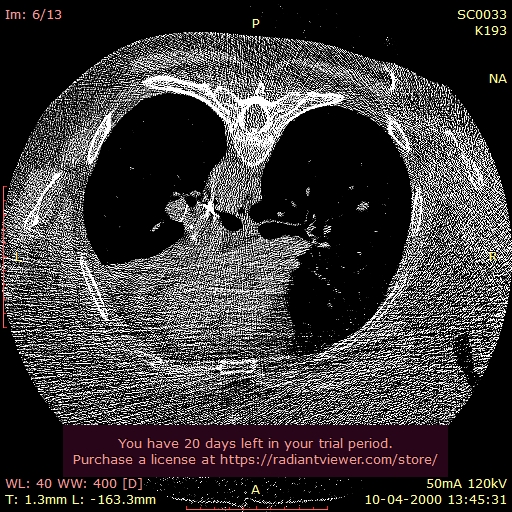 Im: 6/13
P
SC0033
K193
NA
L
R
You have 20 days left in your trial period.
Purchase a license at https://radiantviewer.com/store/
WL: 40 WW: 400 [D]
T: 1.3mm L: -163.3mm
A
50mA 120kV
10-04-2000 13:45:31